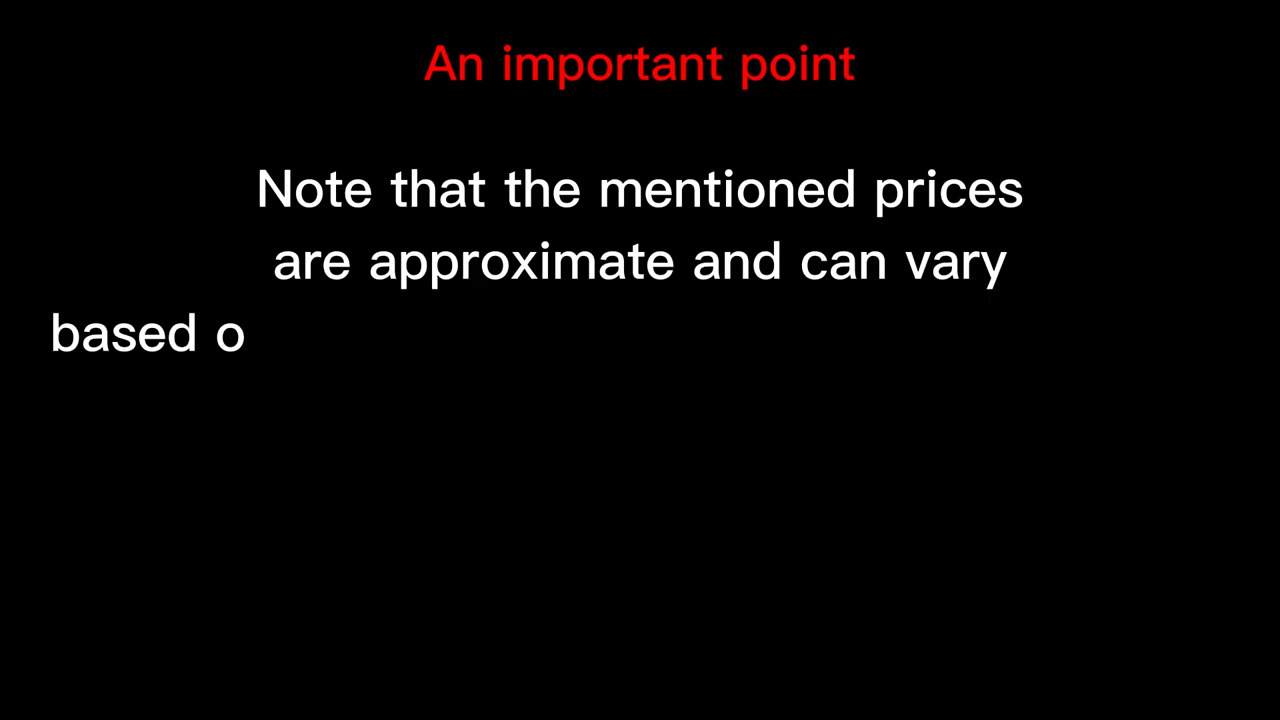 An important point
Note that the mentioned prices
are approximate and can vary
based o